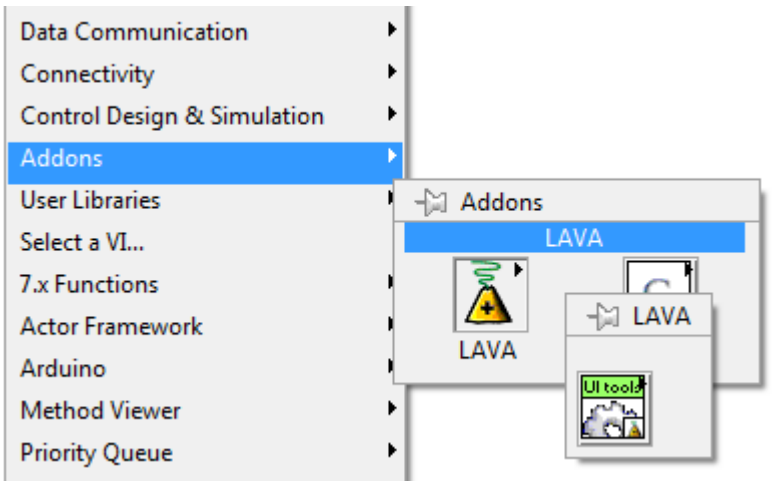 Data Communication
Connectivity
Control Design & Simulation
Addons
User Libraries
Select a VI...
7.x Functions
Actor Framework
Arduino
Method Viewer
Priority Queue
Addons
LAVA
LAVA
LAVA
UI tools